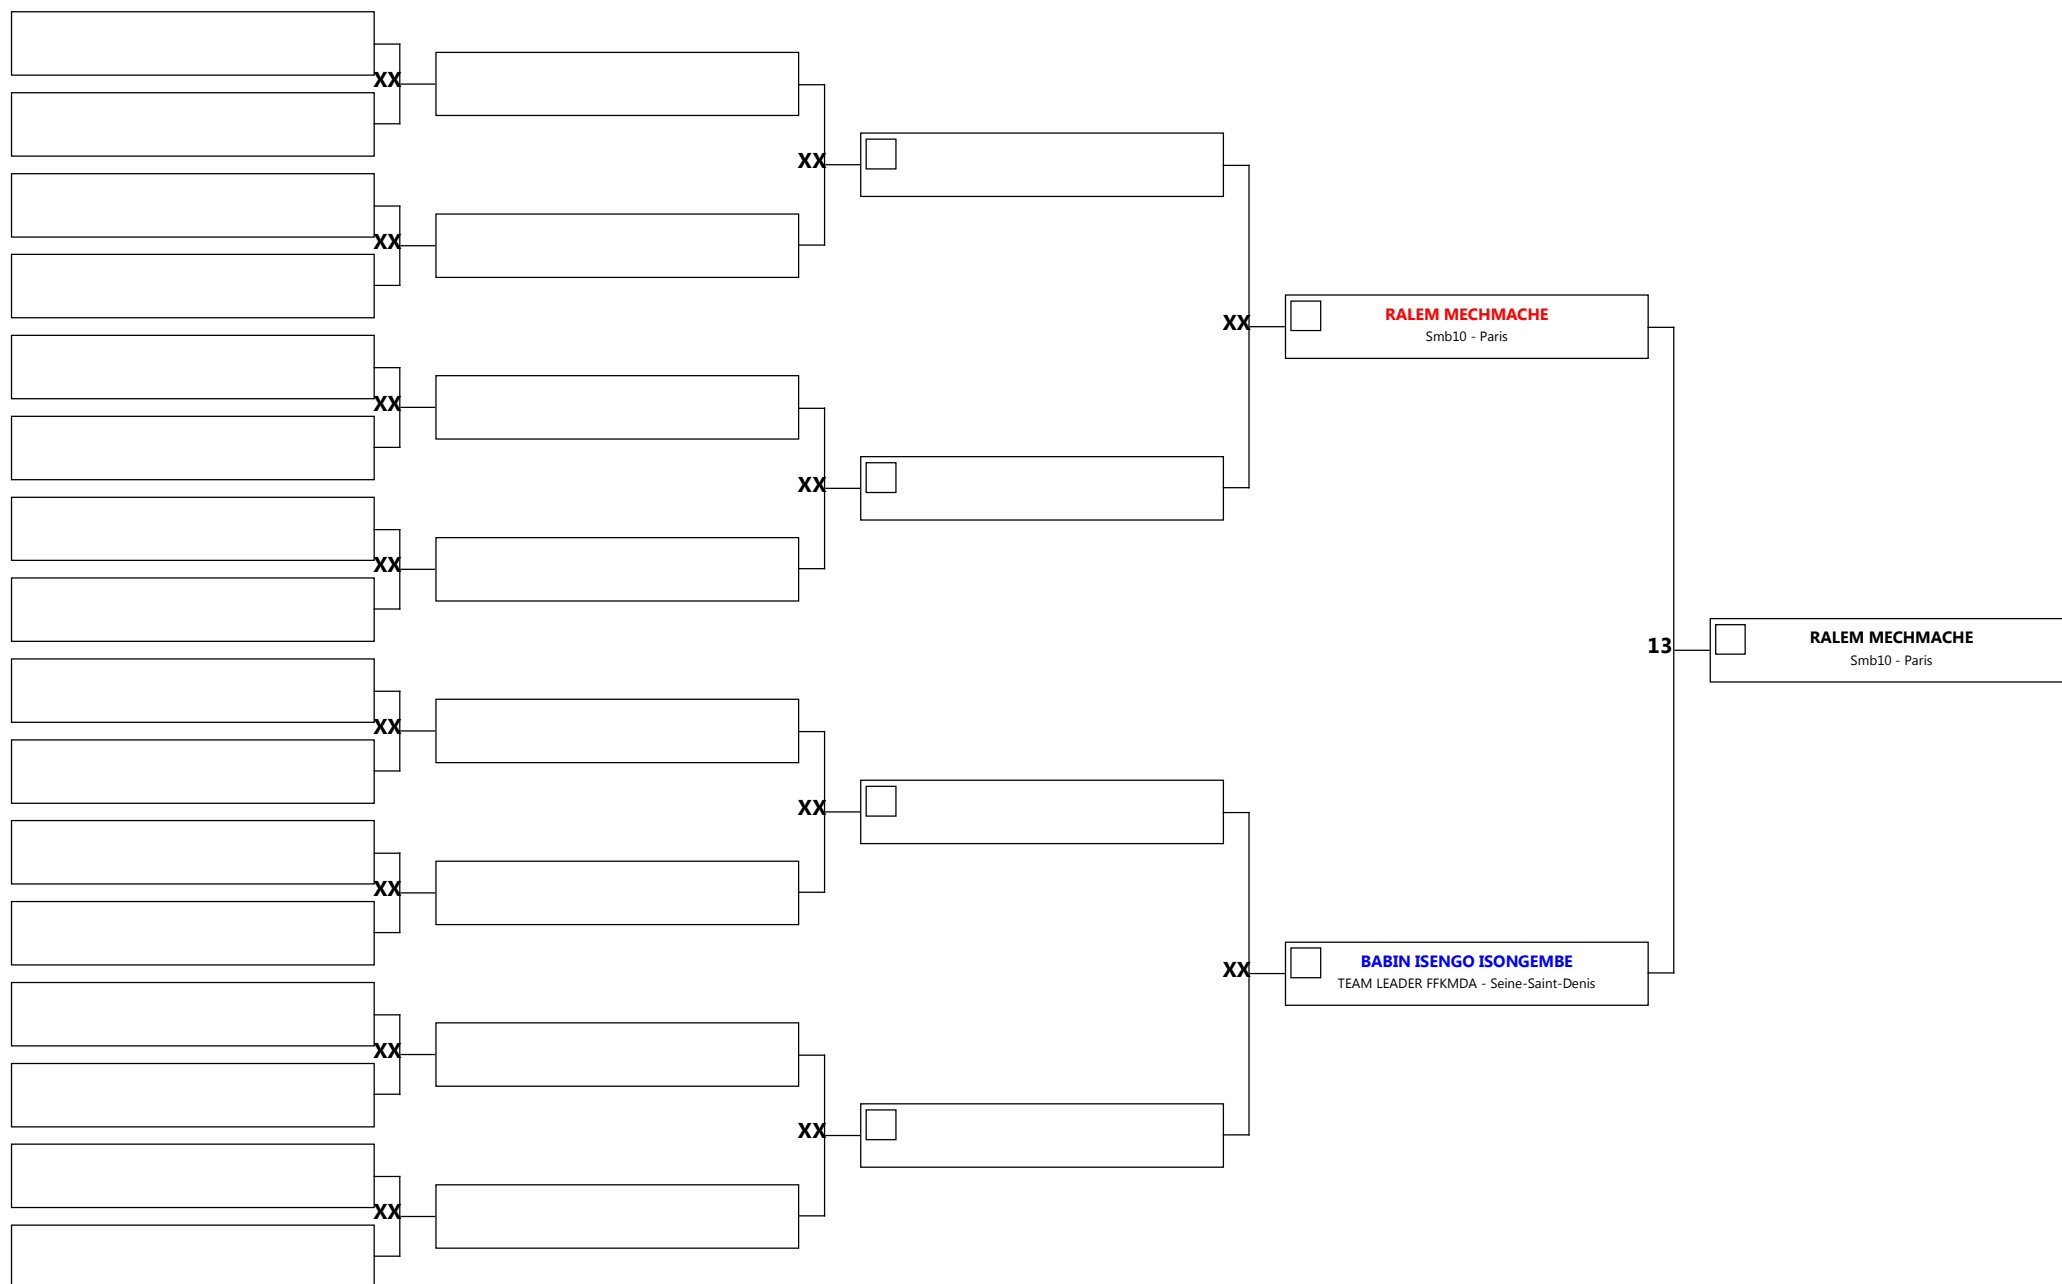 XX
XX
XX
XX
XX
XX
XX
RALEM MECHMACHE
Smb10 - Paris
13
RALEM MECHMACHE
Smb10 - Paris
XX
XX
XX
XX
XX
BABIN ISENGO ISONGEMBE
TEAM LEADER FFKMDA - Seine-Saint-Denis
XX
XX
XX